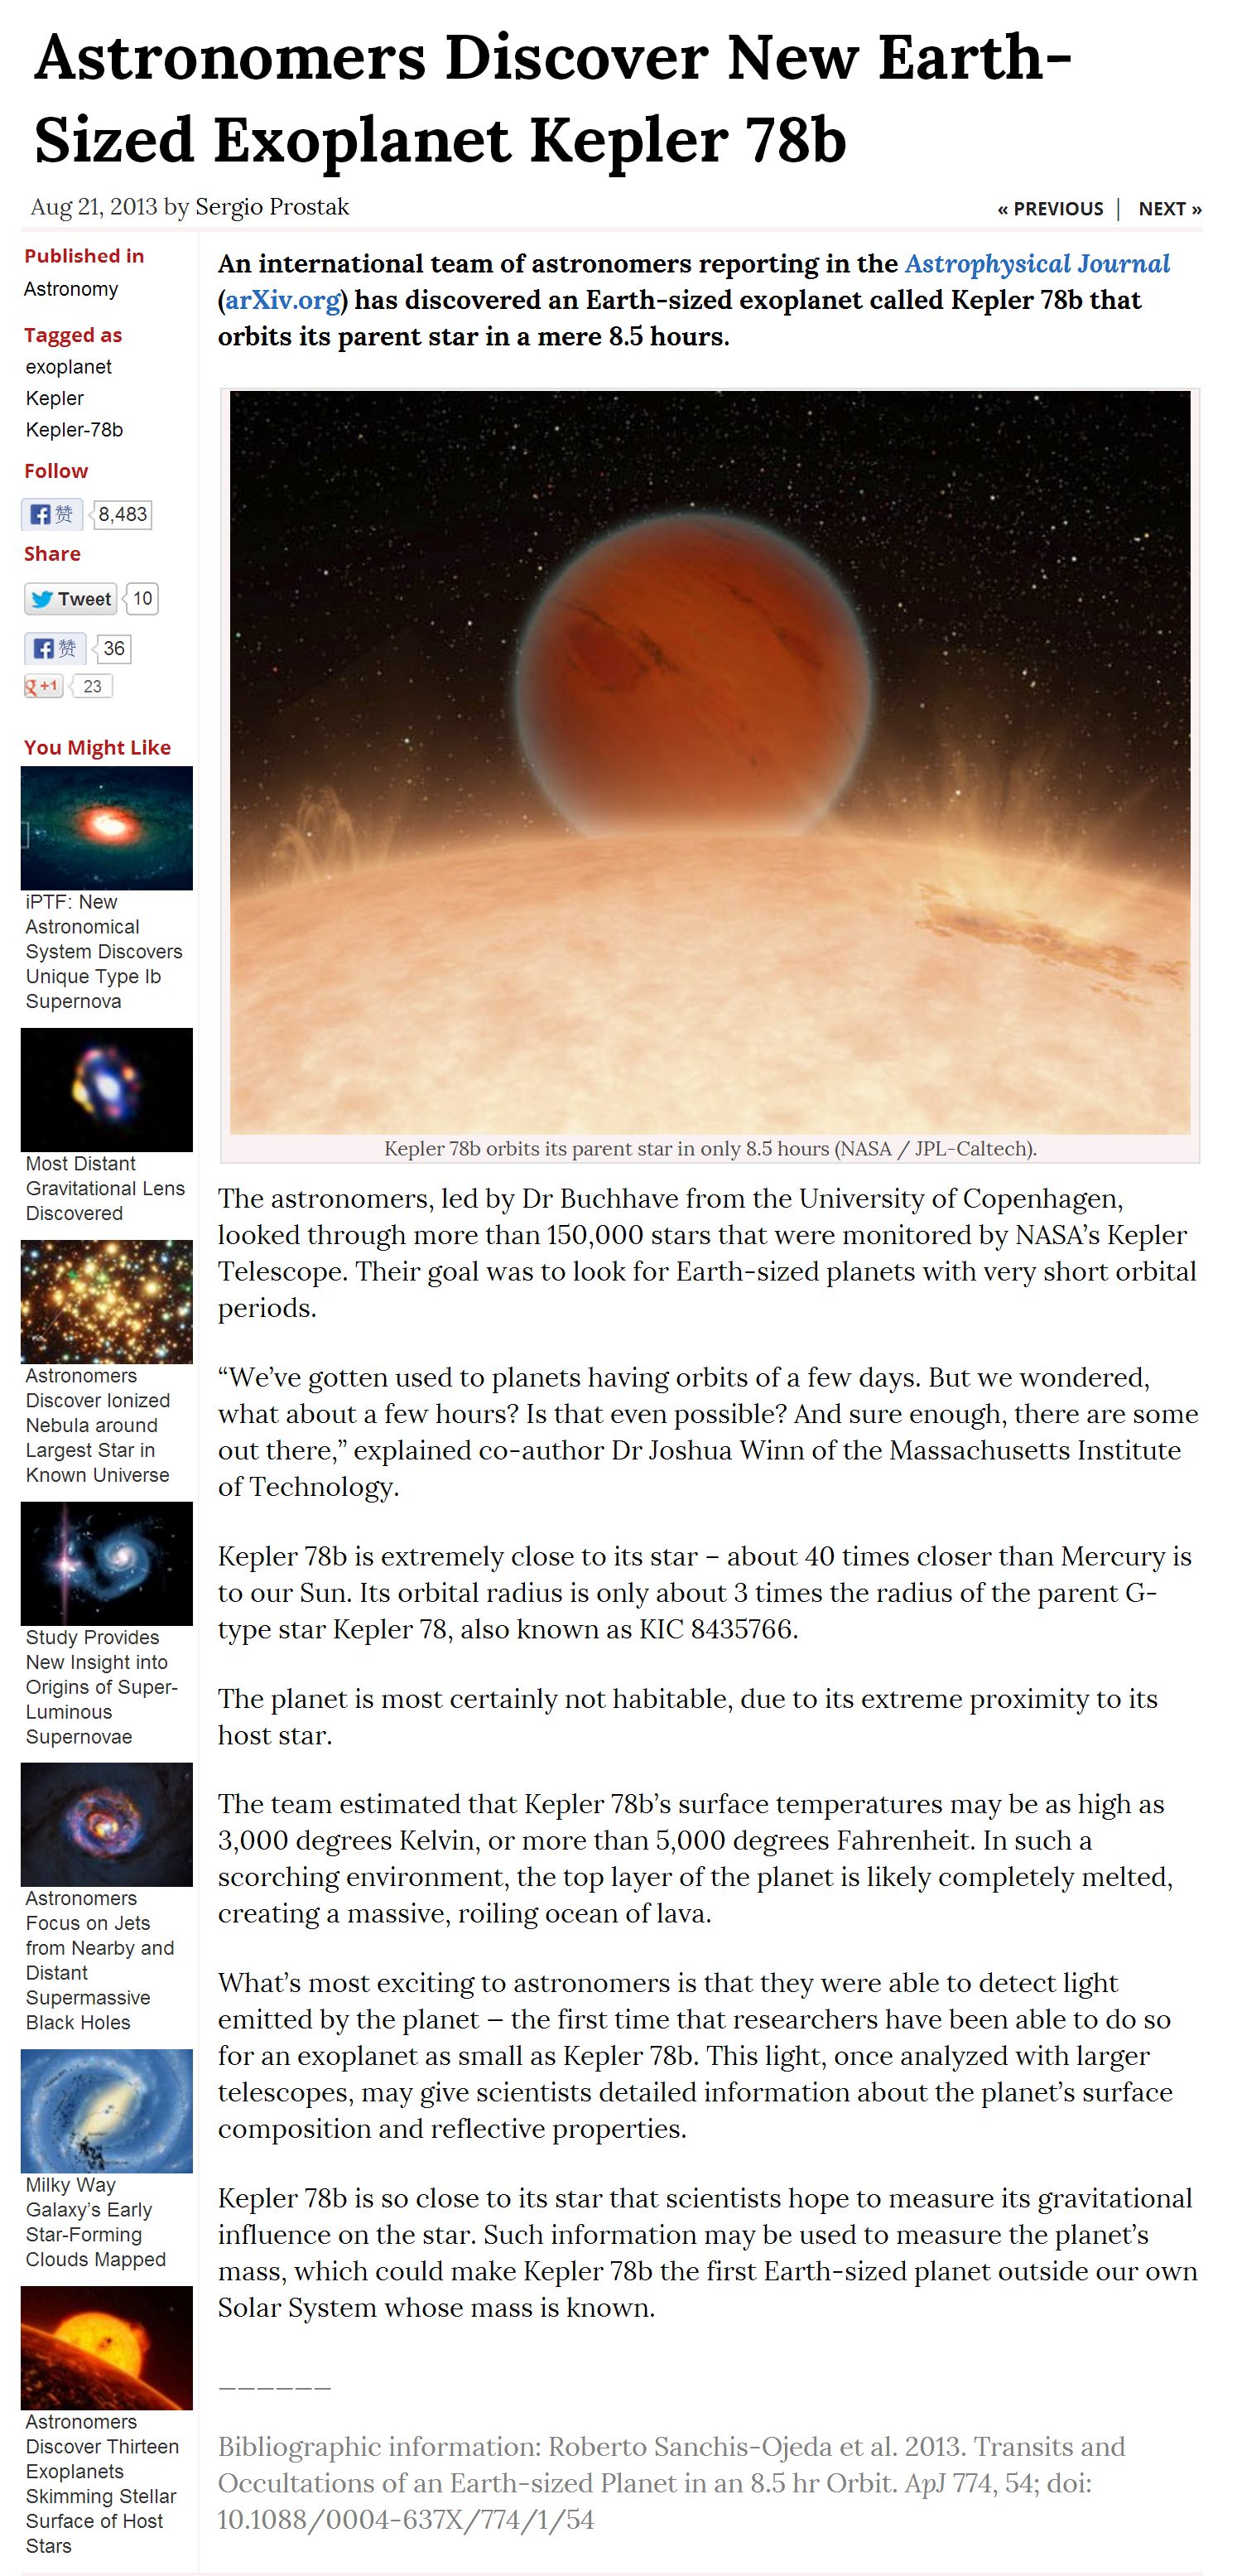 Astronomers Discover New Earth-
Sized Exoplanet Kepler 78b
Aug 21, 2013 by Sergio Prostak
« PREVIOUS | NEXT »
Published in
Astronomy
Tagged as
exoplanet
Kepler
Kepler-78b
Follow
赞 8,483
Share
Tweet 10
赞 36
+1 23
You Might Like
iPTF: New
Astronomical
System Discovers
Unique Type Ib
Supernova
Most Distant
Gravitational Lens
Discovered
Astronomers
Discover Ionized
Nebula around
Largest Star in
Known Universe
Study Provides
New Insight into
Origins of Super-
Luminous
Supernovae
Astronomers
Focus on Jets
from Nearby and
Distant
Supermassive
Black Holes
Milky Way
Galaxy’s Early
Star-Forming
Clouds Mapped
Astronomers
Discover Thirteen
Exoplanets
Skimming Stellar
Surface of Host
Stars
An international team of astronomers reporting in the Astrophysical Journal
(arXiv.org) has discovered an Earth-sized exoplanet called Kepler 78b that
orbits its parent star in a mere 8.5 hours.
Kepler 78b orbits its parent star in only 8.5 hours (NASA / JPL-Caltech).
The astronomers, led by Dr Buchhave from the University of Copenhagen,
looked through more than 150,000 stars that were monitored by NASA’s Kepler
Telescope. Their goal was to look for Earth-sized planets with very short orbital
periods.
“We’ve gotten used to planets having orbits of a few days. But we wondered,
what about a few hours? Is that even possible? And sure enough, there are some
out there,” explained co-author Dr Joshua Winn of the Massachusetts Institute
of Technology.
Kepler 78b is extremely close to its star – about 40 times closer than Mercury is
to our Sun. Its orbital radius is only about 3 times the radius of the parent G-
type star Kepler 78, also known as KIC 8435766.
The planet is most certainly not habitable, due to its extreme proximity to its
host star.
The team estimated that Kepler 78b’s surface temperatures may be as high as
3,000 degrees Kelvin, or more than 5,000 degrees Fahrenheit. In such a
scorching environment, the top layer of the planet is likely completely melted,
creating a massive, roiling ocean of lava.
What’s most exciting to astronomers is that they were able to detect light
emitted by the planet — the first time that researchers have been able to do so
for an exoplanet as small as Kepler 78b. This light, once analyzed with larger
telescopes, may give scientists detailed information about the planet’s surface
composition and reflective properties.
Kepler 78b is so close to its star that scientists hope to measure its gravitational
influence on the star. Such information may be used to measure the planet’s
mass, which could make Kepler 78b the first Earth-sized planet outside our own
Solar System whose mass is known.
——————
Bibliographic information: Roberto Sanchis-Ojeda et al. 2013. Transits and
Occultations of an Earth-sized Planet in an 8.5 hr Orbit. ApJ 774, 54; doi:
10.1088/0004-637X/774/1/54